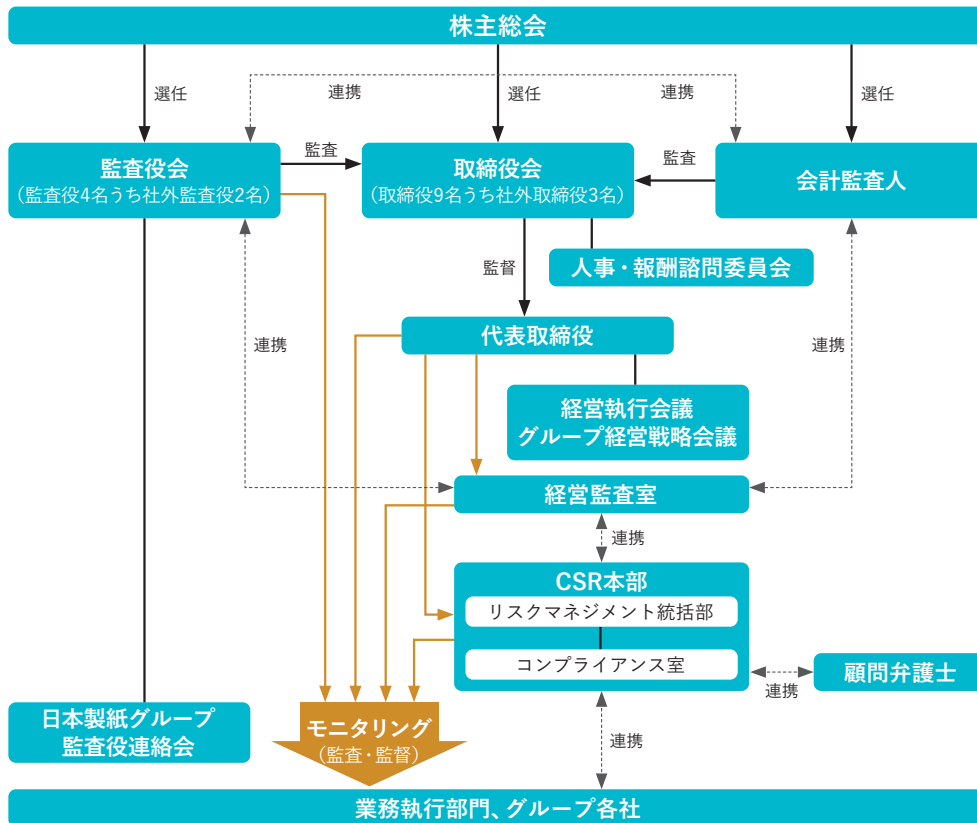 株主総会
選任
連携
選任
連携
選任
監査役会
(監査役4名うち社外監査役2名)
監査
取締役会
(取締役9名うち社外取締役3名)
監査
会計監査人
監督
人事・報酬諮問委員会
代表取締役
連携
連携
経営執行会議
グループ経営戦略会議
経営監査室
連携
CSR本部
リスクマネジメント統括部
コンプライアンス室
連携
顧問弁護士
日本製紙グループ
監査役連絡会
モニタリング
(監査・監督)
連携
業務執行部門、グループ各社